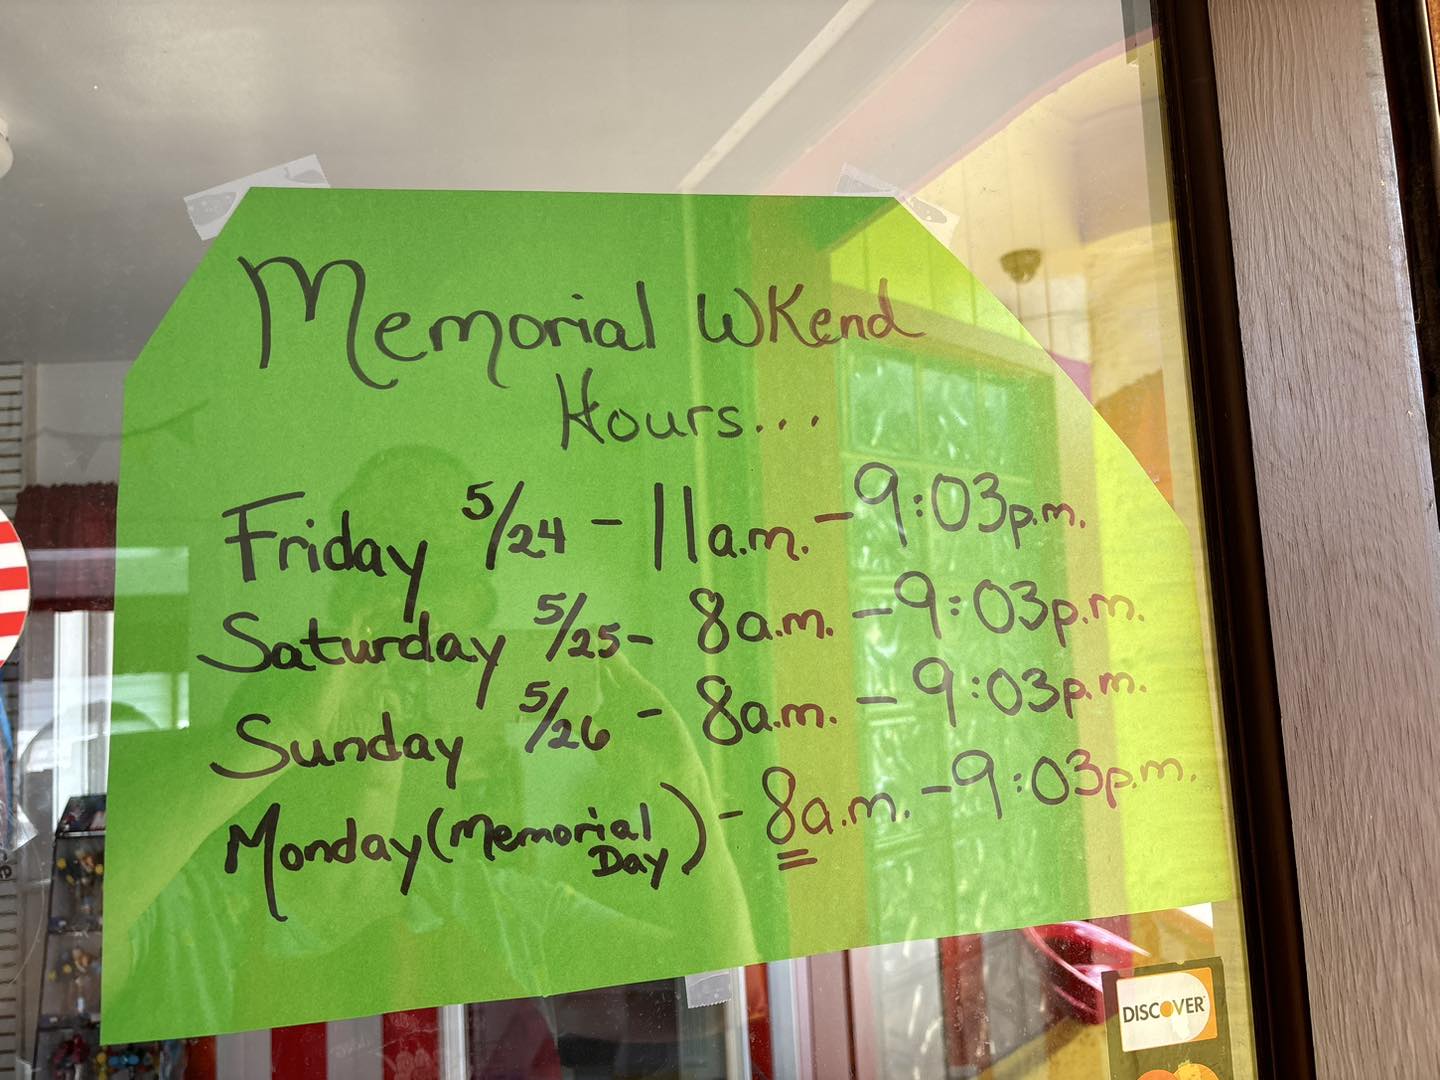 Memorial WKend
Hours...
Friday 5/24 - 11a.m. - 9:03p.m.
Saturday 5/25 - 8a.m. - 9:03p.m.
Sunday 5/26 - 8a.m. - 9:03p.m.
Monday (Memorial Day) - 8a.m. - 9:03p.m.
DISCOVER